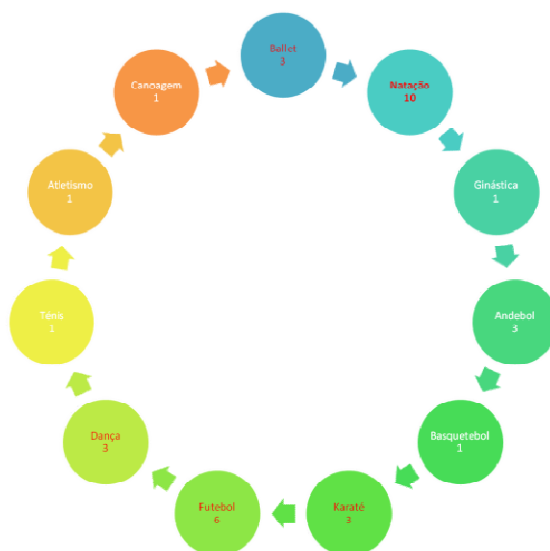 Ballet
3
Natação
10
Ginástica
1
Andebol
3
Basquetebol
1
Karaté
3
Futebol
6
Dança
3
Ténis
1
Atletismo
1
Canoagem
1